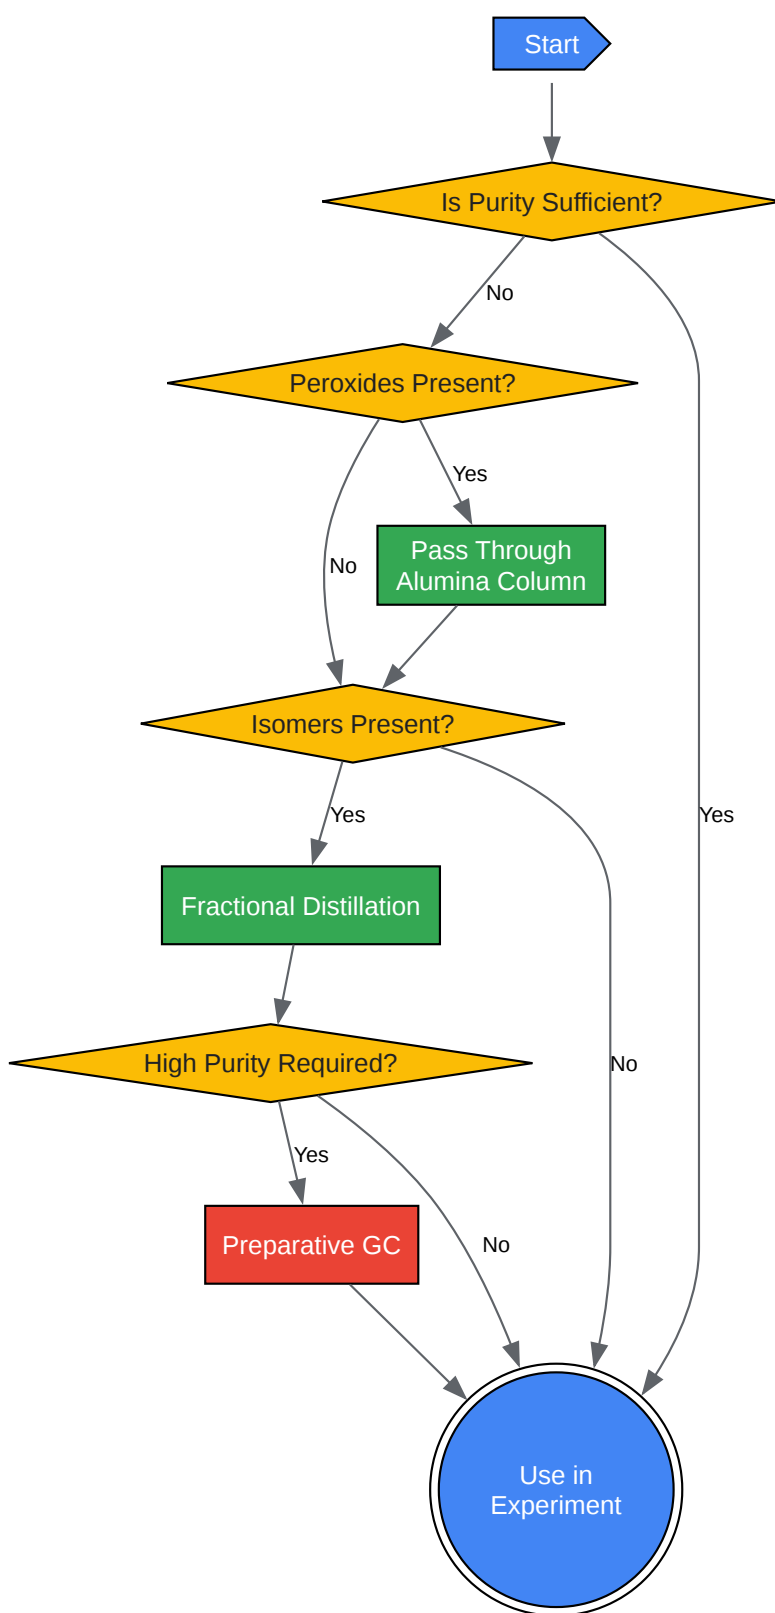 Start
Is Purity Sufficient?
No
Peroxides Present?
Yes
Pass Through
Alumina Column
No
Isomers Present?
Yes
Yes
Fractional Distillation
High Purity Required?
No
Yes
Preparative GC
No
Use in
Experiment